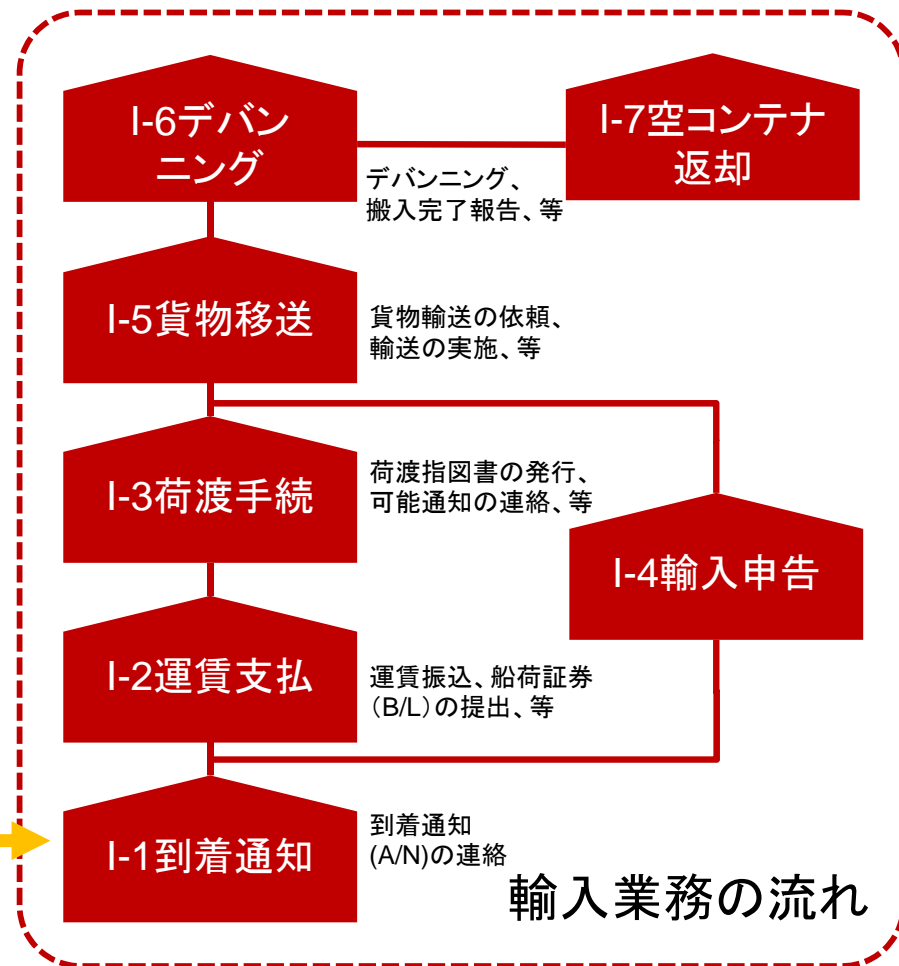 I-6デバン
ニング
I-7空コンテナ
返却
デバンニング、
搬入完了報告、等
I-5貨物移送
貨物輸送の依頼、
輸送の実施、等
I-3荷渡手続
荷渡指図書の発行、
可能通知の連絡、等
I-4輸入申告
I-2運賃支払
運賃振込、船荷証券
（B/L）の提出、等
I-1到着通知
到着通知
(A/N)の連絡
輸入業務の流れ